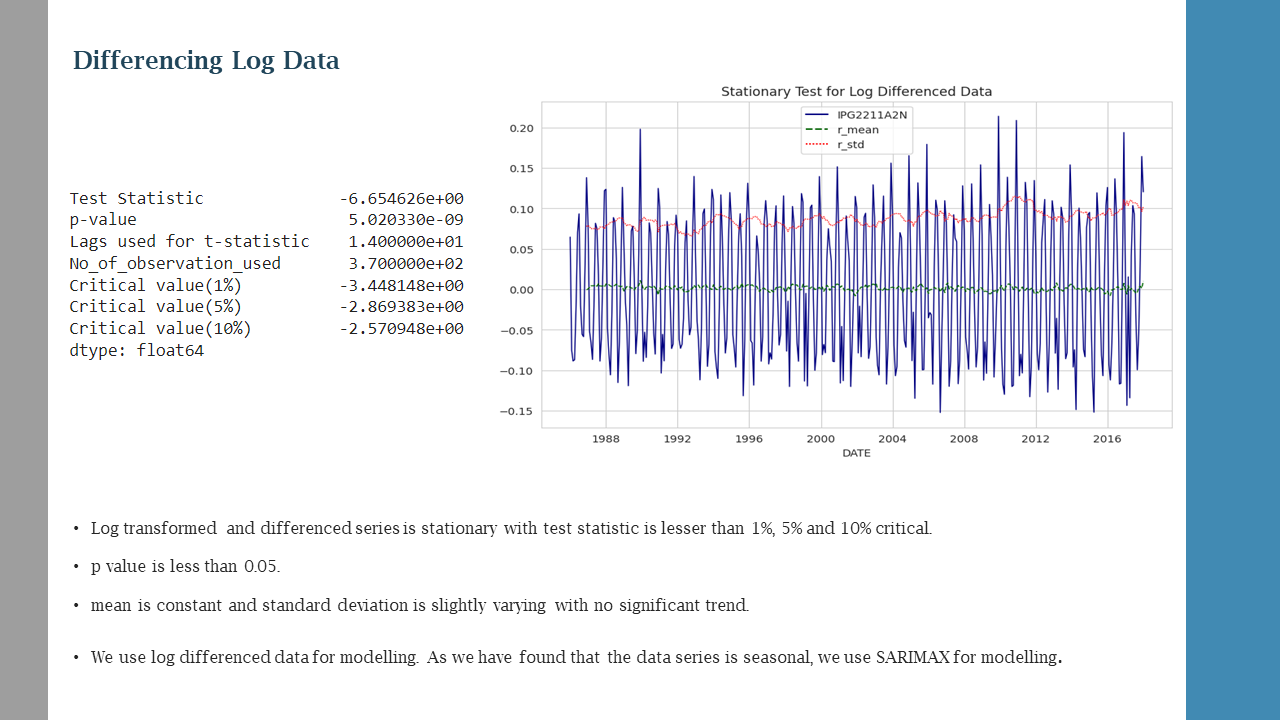 Differencing Log Data
Stationary Test for Log Differenced Data
IPG2211A2N
r_mean
r_std
0.20
0.15
0.10
0.05
0.00
−0.05
−0.10
−0.15
1988 1992 1996 2000 2004 2008 2012 2016
DATE
Test Statistic -6.654626e+00
p-value 5.020330e-09
Lags used for t-statistic 1.400000e+01
No_of_observation_used 3.700000e+02
Critical value(1%) -3.448148e+00
Critical value(5%) -2.869383e+00
Critical value(10%) -2.570948e+00
dtype: float64
• Log transformed and differenced series is stationary with test statistic is lesser than 1%, 5% and 10% critical.
• p value is less than 0.05.
• mean is constant and standard deviation is slightly varying with no significant trend.
• We use log differenced data for modelling. As we have found that the data series is seasonal, we use SARIMAX for modelling.